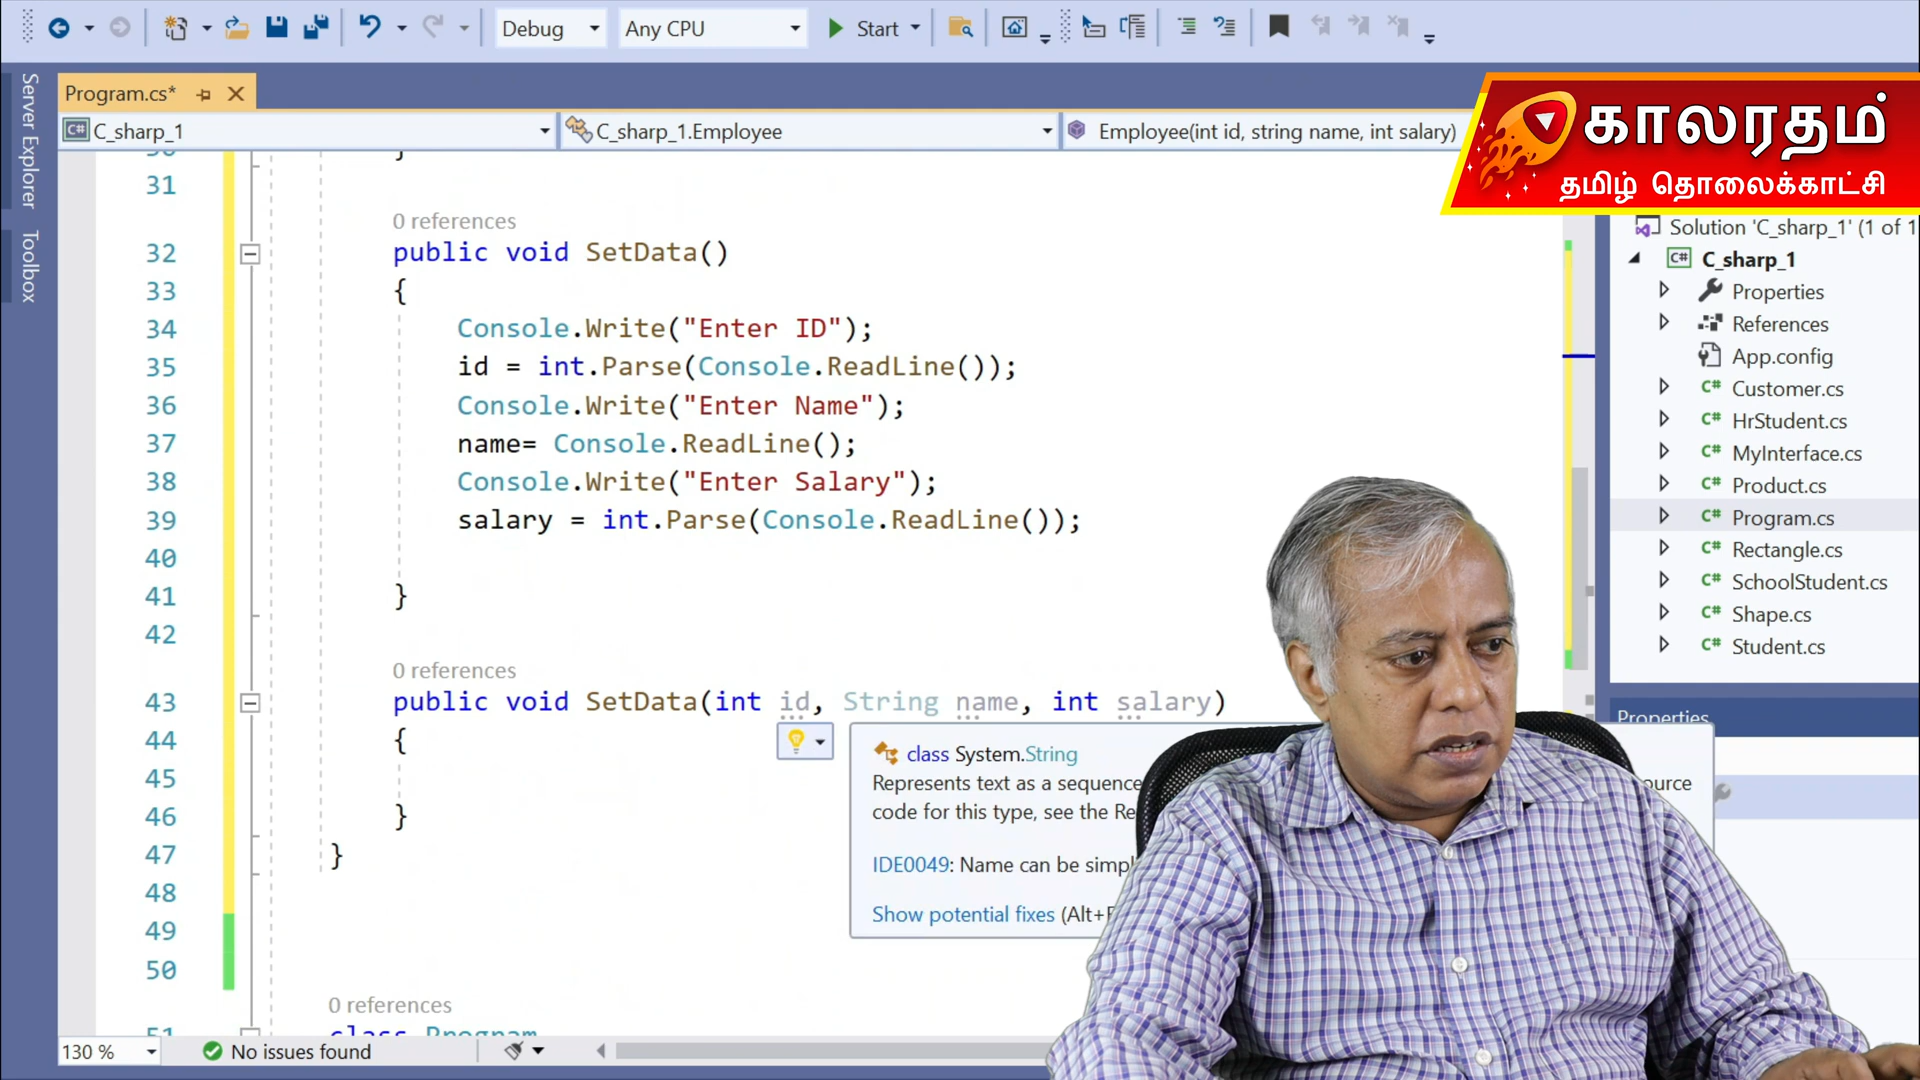 Debug
Any CPU
Start
Server Explorer
Toolbox
Program.cs*
C# C_sharp_1
C_sharp_1.Employee
Employee(int id, string name, int salary)
காலரதம்
தமிழ் தொலைக்காட்சி
31
0 references
32 public void SetData()
33 {
34 Console.Write("Enter ID");
35 id = int.Parse(Console.ReadLine());
36 Console.Write("Enter Name");
37 name= Console.ReadLine();
38 Console.Write("Enter Salary");
39 salary = int.Parse(Console.ReadLine());
40
41 }
42
0 references
43 public void SetData(int id, String name, int salary)
44 {
45
46 }
47 }
48
49
50
0 references
51 class Program
class System.String
Represents text as a sequence
ource
code for this type, see the Re
IDE0049: Name can be simpl
Show potential fixes (Alt+
130 %
No issues found
Solution 'C_sharp_1' (1 of 1
C# C_sharp_1
Properties
References
App.config
C# Customer.cs
C# HrStudent.cs
C# MyInterface.cs
C# Product.cs
C# Program.cs
C# Rectangle.cs
C# SchoolStudent.cs
C# Shape.cs
C# Student.cs
Properties